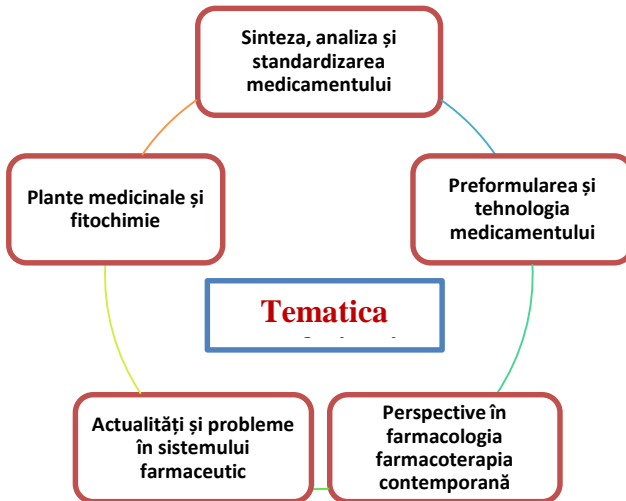 Sinteza, analiza și
standardizarea
medicamentului
Plante medicinale și
fitochimie
Preformularea și
tehnologia
medicamentului
Tematica
Actualități și probleme
în sistemului
farmaceutic
Perspective în
farmacologia
farmacoterapia
contemporană